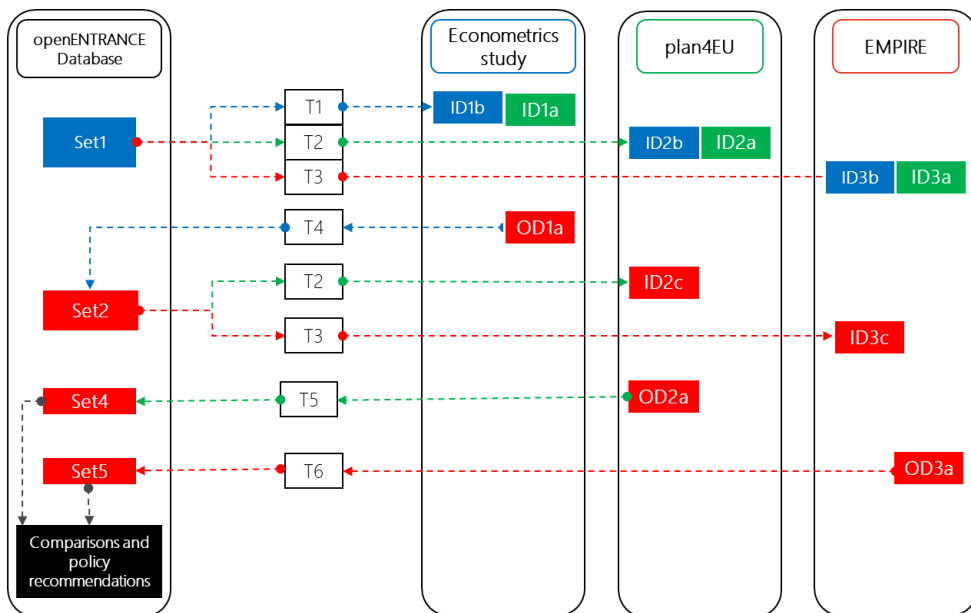 openENTRANCE
Database
Econometrics
study
plan4EU
EMPIRE
Set1
T1
ID1b
ID1a
T2
ID2b
ID2a
T3
ID3b
ID3a
T4
OD1a
T2
ID2c
Set2
T3
ID3c
Set4
T5
OD2a
Set5
T6
OD3a
Comparisons and
policy
recommendations